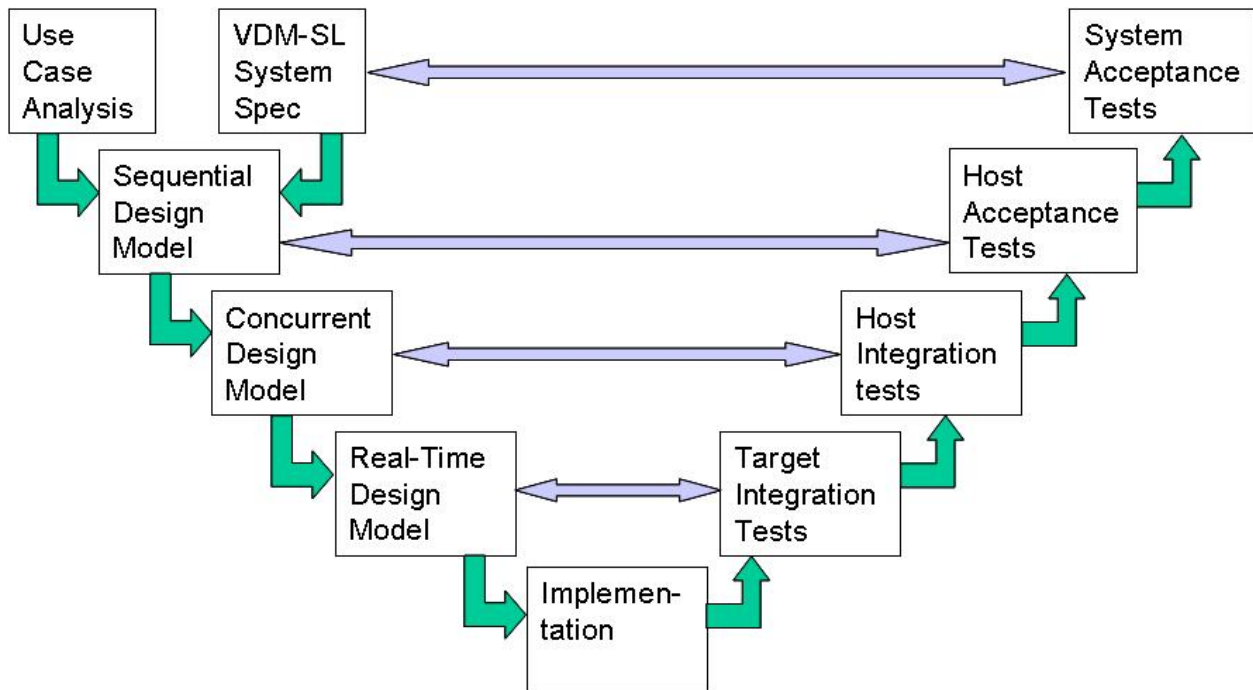 Use
Case
Analysis
VDM-SL
System
Spec
System
Acceptance
Tests
Sequential
Design
Model
Host
Acceptance
Tests
Concurrent
Design
Model
Host
Integration
tests
Real-Time
Design
Model
Target
Integration
Tests
Implemen-
tation